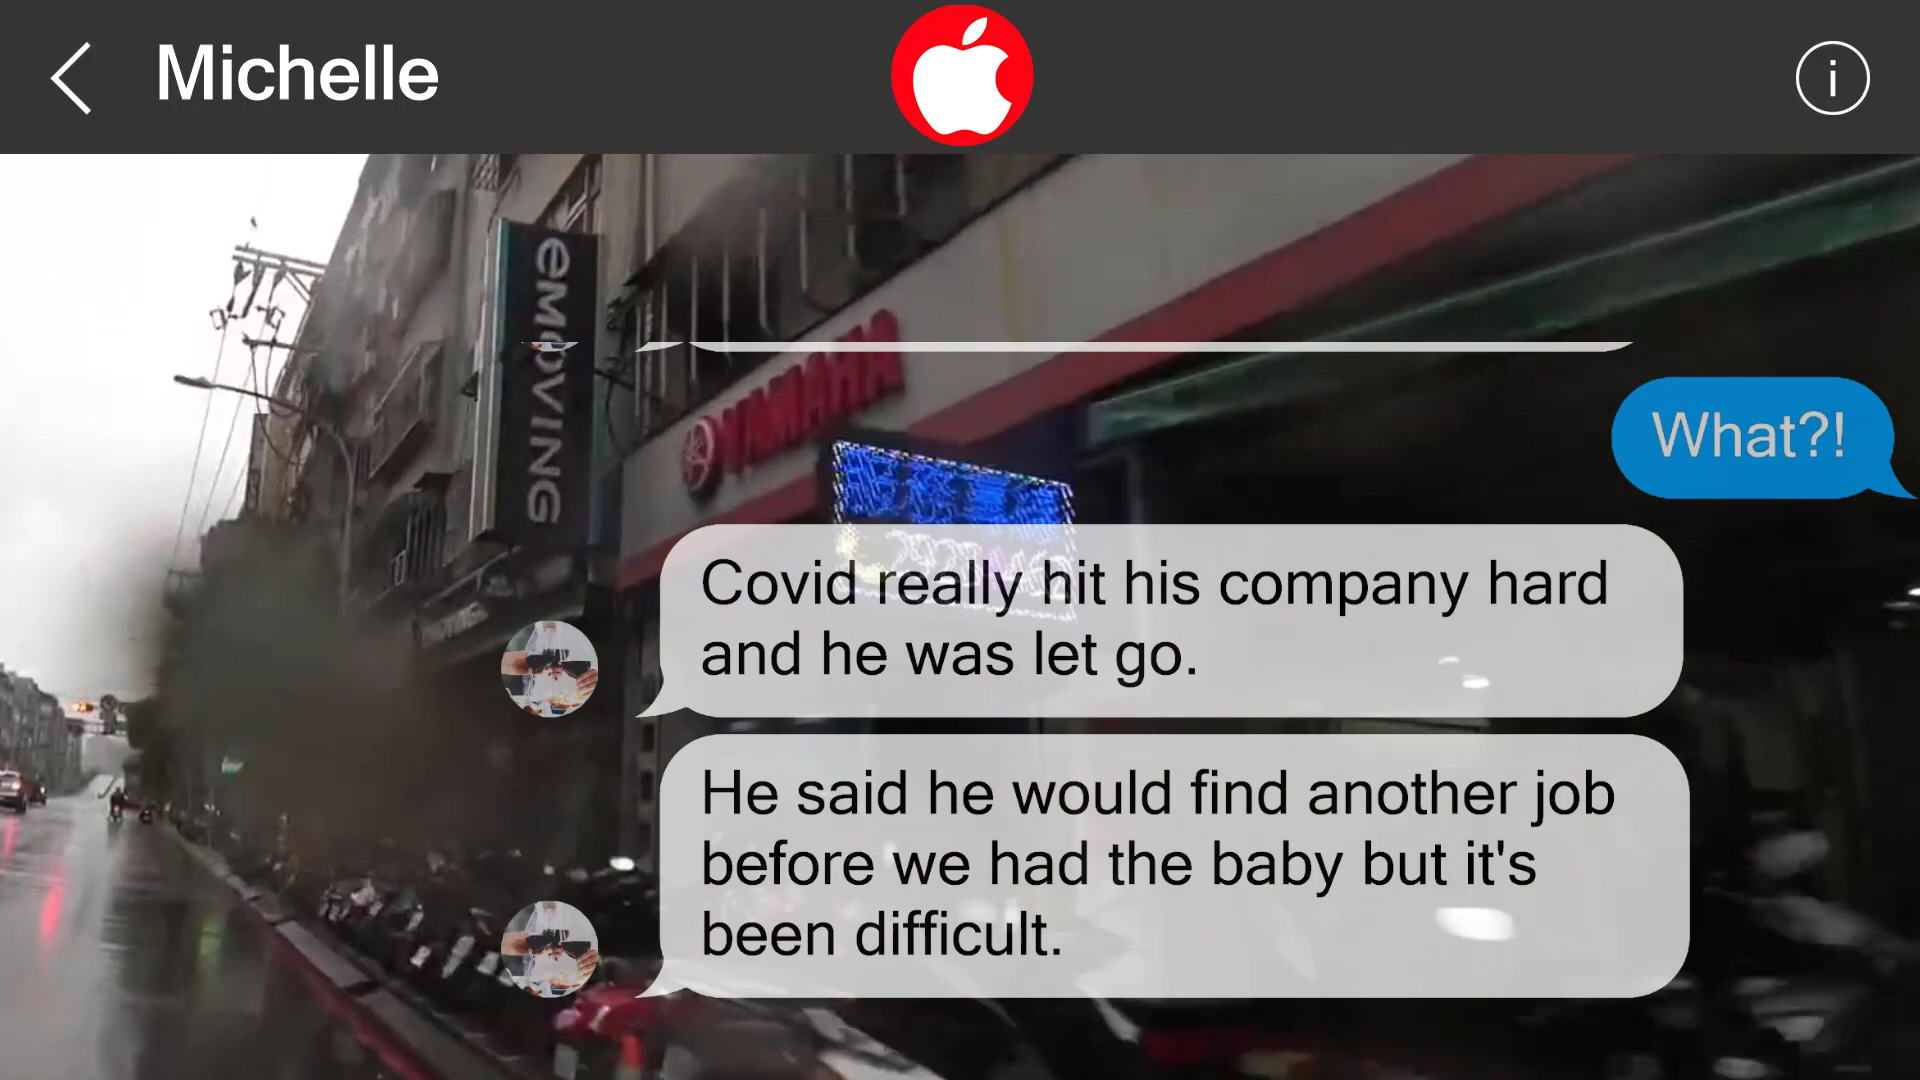 Michelle
i
eMOVING
YAMAHA
What?!
Covid really hit his company hard
and he was let go.
He said he would find another job
before we had the baby but it's
been difficult.